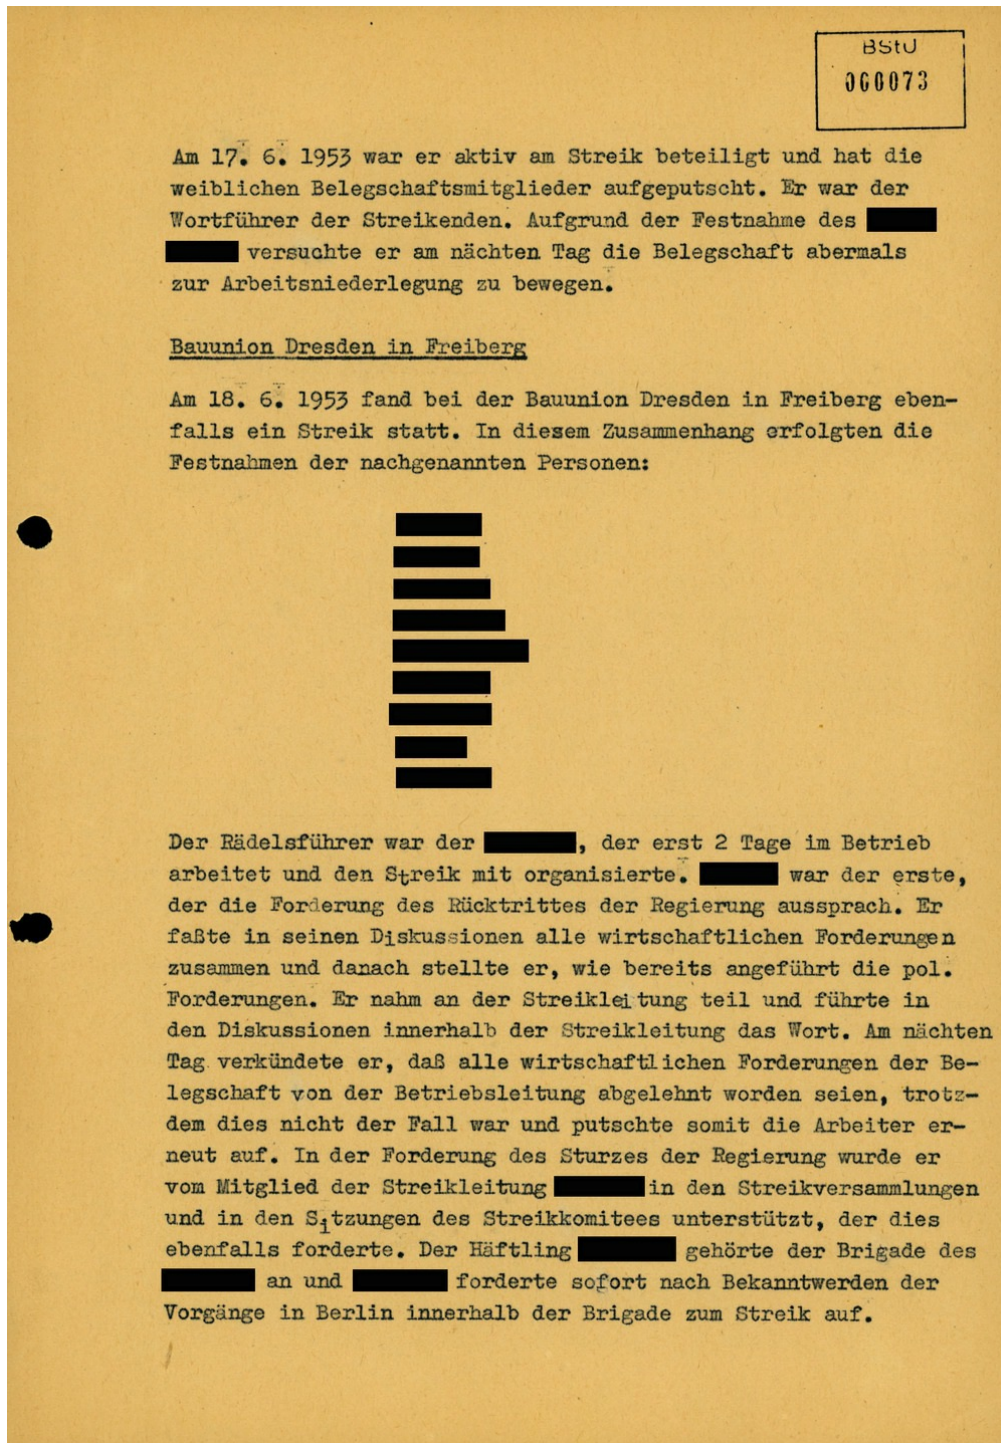 BStU
000073
Am 17. 6. 1953 war er aktiv am Streik beteiligt und hat die
weiblichen Belegschaftsmitglieder aufgeputscht. Er war der
Wortführer der Streikenden. Aufgrund der Festnahme des
versuchte er am nächten Tag die Belegschaft abermals
zur Arbeitsniederlegung zu bewegen.
Bauunion Dresden in Freiberg
Am 18. 6. 1953 fand bei der Bauunion Dresden in Freiberg eben-
falls ein Streik statt. In diesem Zusammenhang erfolgten die
Festnahmen der nachgenannten Personen:
Der Rädelsführer war der , der erst 2 Tage im Betrieb
arbeitet und den Streik mit organisierte. war der erste,
der die Forderung des Rücktrittes der Regierung aussprach. Er
faßte in seinen Diskussionen alle wirtschaftlichen Forderungen
zusammen und danach stellte er, wie bereits angeführt die pol.
Forderungen. Er nahm an der Streikleitung teil und führte in
den Diskussionen innerhalb der Streikleitung das Wort. Am nächten
Tag verkündete er, daß alle wirtschaftlichen Forderungen der Be-
legschaft von der Betriebsleitung abgelehnt worden seien, trotz-
dem dies nicht der Fall war und putschte somit die Arbeiter er-
neut auf. In der Forderung des Sturzes der Regierung wurde er
vom Mitglied der Streikleitung in den Streikversammlungen
und in den Sitzungen des Streikkomitees unterstützt, der dies
ebenfalls forderte. Der Häftling gehörte der Brigade des
an und forderte sofort nach Bekanntwerden der
Vorgänge in Berlin innerhalb der Brigade zum Streik auf.